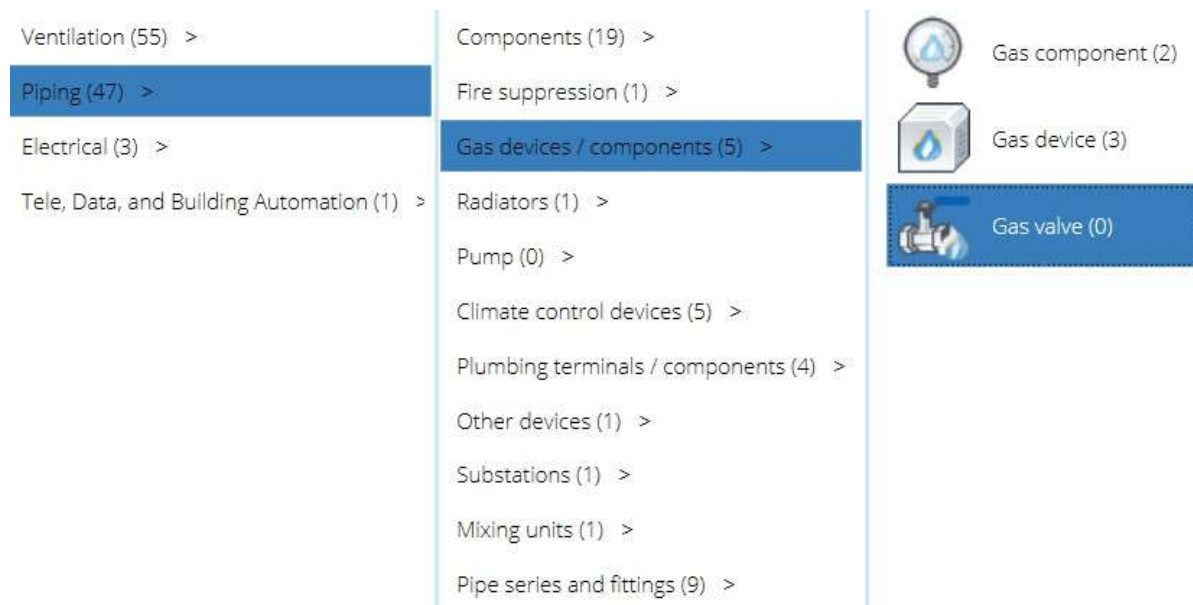 Ventilation (55) >
Piping (47) >
Electrical (3) >
Tele, Data, and Building Automation (1) >
Components (19) >
Fire suppression (1) >
Gas devices / components (5) >
Radiators (1) >
Pump (0) >
Climate control devices (5) >
Plumbing terminals / components (4) >
Other devices (1) >
Substations (1) >
Mixing units (1) >
Pipe series and fittings (9) >
Gas component (2)
Gas device (3)
Gas valve (0)